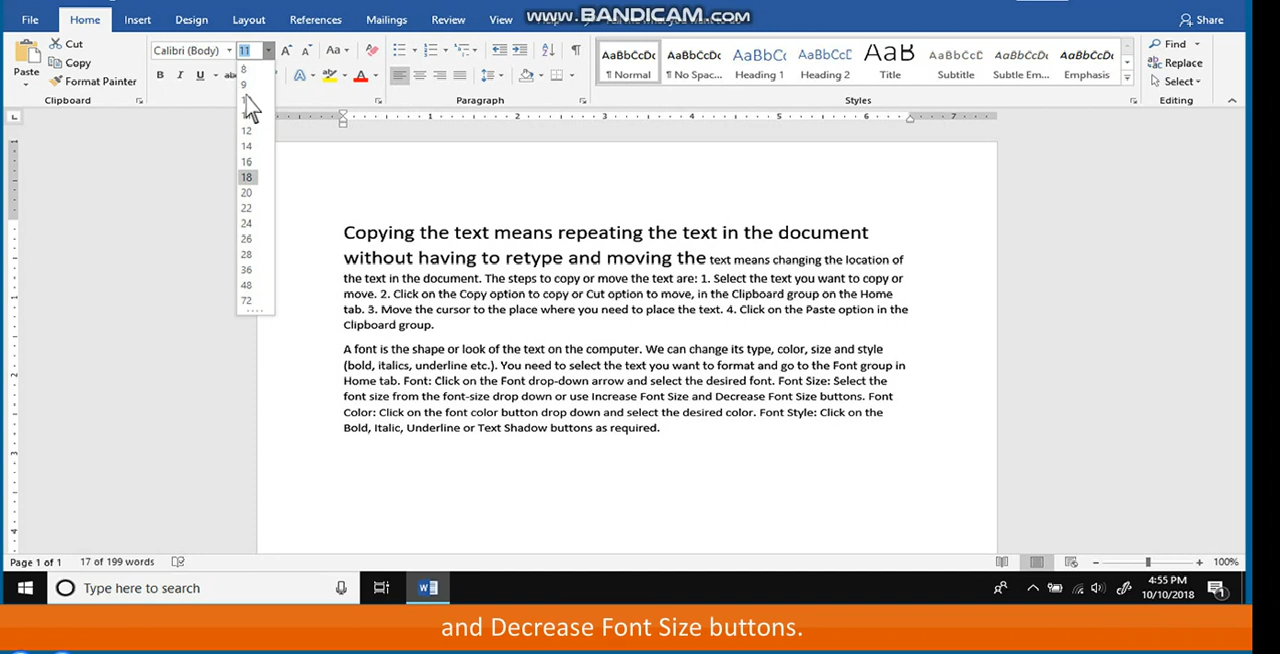 www.BANDICAM.com
File Home Insert Design Layout References Mailings Review View Share
Cut
Copy
Format Painter
Paste
Clipboard
Calibri (Body) 11
Aa
B I U abc
A A
Paragraph
AaBbCcDc AaBbCcDc AaBbCc AaBbCcC AaB AaBbCcD AaBbCcDc AaBbCcDc
¶ Normal ¶ No Spac... Heading 1 Heading 2 Title Subtitle Subtle Em... Emphasis
Styles
Find
Replace
Select
Editing
8
9
12
14
16
18
20
22
24
26
28
36
48
72
1 2 3 4 5 6 7
Copying the text means repeating the text in the document
without having to retype and moving the text means changing the location of
the text in the document. The steps to copy or move the text are: 1. Select the text you want to copy or
move. 2. Click on the Copy option to copy or Cut option to move, in the Clipboard group on the Home
tab. 3. Move the cursor to the place where you need to place the text. 4. Click on the Paste option in the
Clipboard group.
A font is the shape or look of the text on the computer. We can change its type, color, size and style
(bold, italics, underline etc.). You need to select the text you want to format and go to the Font group in
Home tab. Font: Click on the Font drop-down arrow and select the desired font. Font Size: Select the
font size from the font-size drop down or use Increase Font Size and Decrease Font Size buttons. Font
Color: Click on the font color button drop down and select the desired color. Font Style: Click on the
Bold, Italic, Underline or Text Shadow buttons as required.
Page 1 of 1 17 of 199 words 100%
Type here to search
4:55 PM
10/10/2018
and Decrease Font Size buttons.